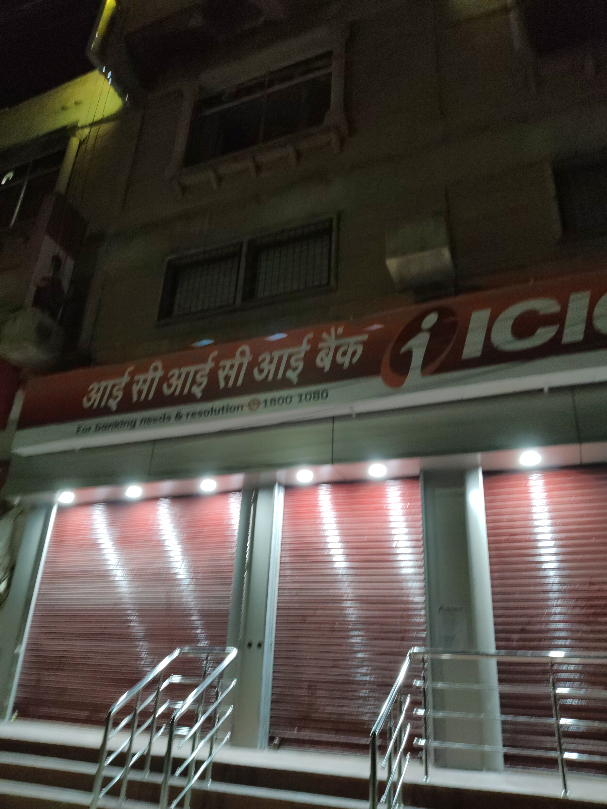 आई सी आई सी आई बैंक i ICIC
For banking needs & resolution 1800 1080